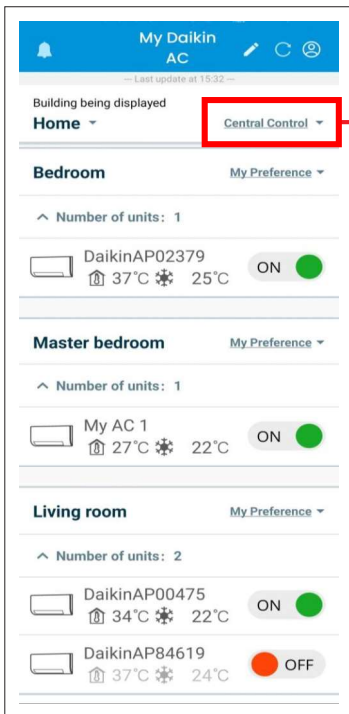 My Daikin
AC
— Last update at 15:32 —
Building being displayed
Home
Central Control
Bedroom
My Preference
Number of units: 1
DaikinAP02379
37°C 25°C
ON
Master bedroom
My Preference
Number of units: 1
My AC 1
27°C 22°C
ON
Living room
My Preference
Number of units: 2
DaikinAP00475
34°C 22°C
ON
DaikinAP84619
37°C 24°C
OFF